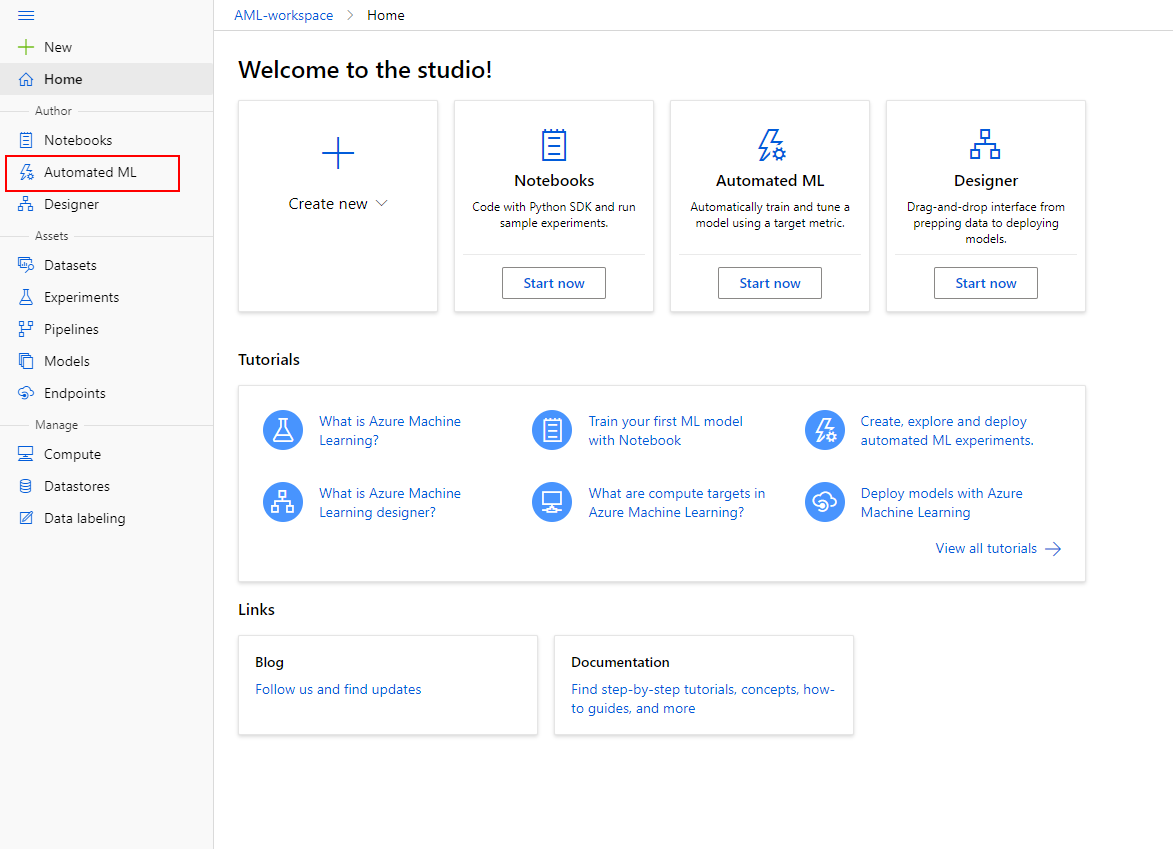 AML-workspace > Home
New
Home
Author
Notebooks
Automated ML
Designer
Assets
Datasets
Experiments
Pipelines
Models
Endpoints
Manage
Compute
Datastores
Data labeling
Welcome to the studio!
Create new
Notebooks
Code with Python SDK and run
sample experiments.
Start now
Automated ML
Automatically train and tune a
model using a target metric.
Start now
Designer
Drag-and-drop interface from
prepping data to deploying
models.
Start now
Tutorials
What is Azure Machine
Learning?
Train your first ML model
with Notebook
Create, explore and deploy
automated ML experiments.
What is Azure Machine
Learning designer?
What are compute targets in
Azure Machine Learning?
Deploy models with Azure
Machine Learning
View all tutorials
Links
Blog
Follow us and find updates
Documentation
Find step-by-step tutorials, concepts, how-
to guides, and more